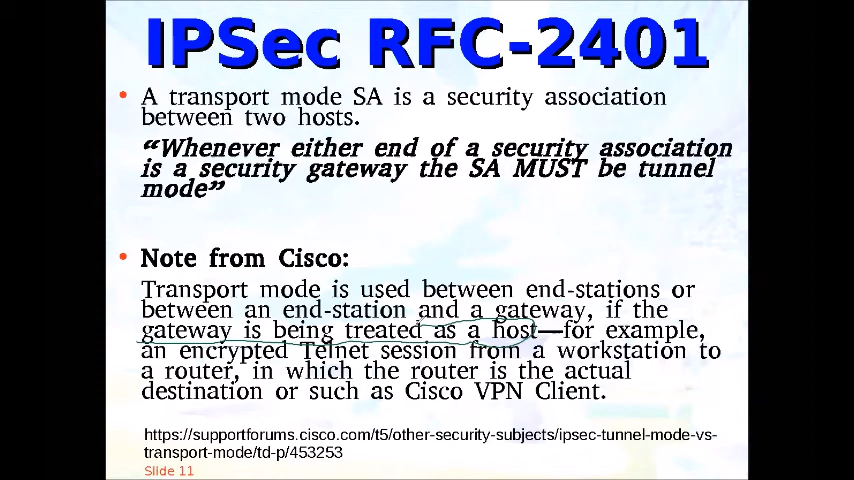 IPSec RFC-2401
• A transport mode SA is a security association
between two hosts.
“Whenever either end of a security association
is a security gateway the SA MUST be tunnel
mode”
• Note from Cisco:
Transport mode is used between end-stations or
between an end-station and a gateway, if the
gateway is being treated as a host—for example,
an encrypted Telnet session from a workstation to
a router, in which the router is the actual
destination or such as Cisco VPN Client.
https://supportforums.cisco.com/t5/other-security-subjects/ipsec-tunnel-mode-vs-
transport-mode/td-p/453253
Slide 11